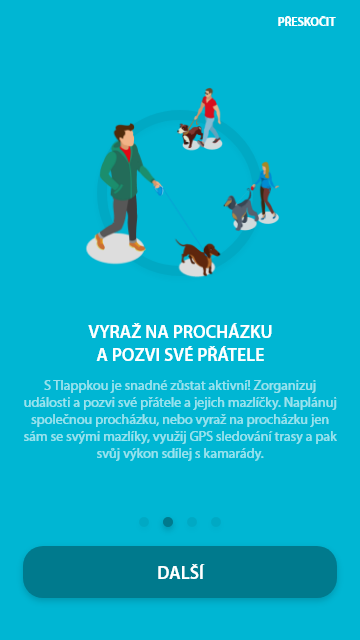 PŘESKOČIT
VYRAŽ NA PROCHÁZKU
A POZVI SVÉ PŘÁTELE
S Tlappkou je snadné zůstat aktivní! Zorganizuj
události a pozvi své přátele a jejich mazlíčky. Naplánuj
společnou procházku, nebo vyraž na procházku jen
sám se svými mazlíky, využij GPS sledování trasy a pak
svůj výkon sdílej s kamarády.
DALŠÍ